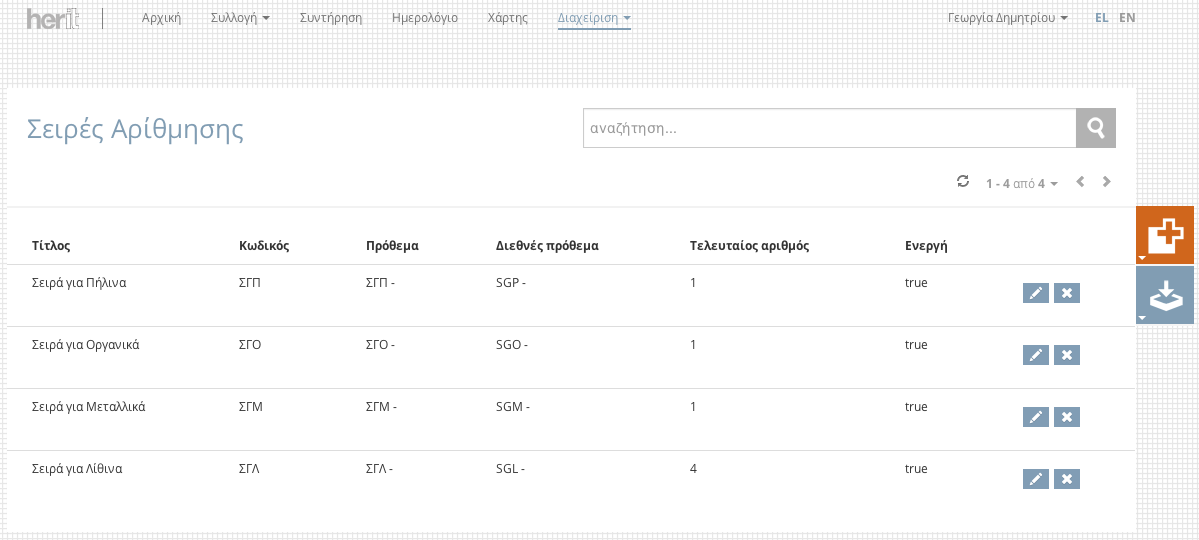 herit Αρχική Συλλογή Συντήρηση Ημερολόγιο Χάρτης Διαχείριση Γεωργία Δημητρίου EL EN
Σειρές Αρίθμησης αναζήτηση...
1 - 4 από 4
Τίτλος Κωδικός Πρόθεμα Διεθνές πρόθεμα Τελευταίος αριθμός Ενεργή
Σειρά για Πήλινα ΣΓΠ ΣΓΠ - SGP - 1 true
Σειρά για Οργανικά ΣΓΟ ΣΓΟ - SGO - 1 true
Σειρά για Μεταλλικά ΣΓΜ ΣΓΜ - SGM - 1 true
Σειρά για Λίθινα ΣΓΛ ΣΓΛ - SGL - 4 true